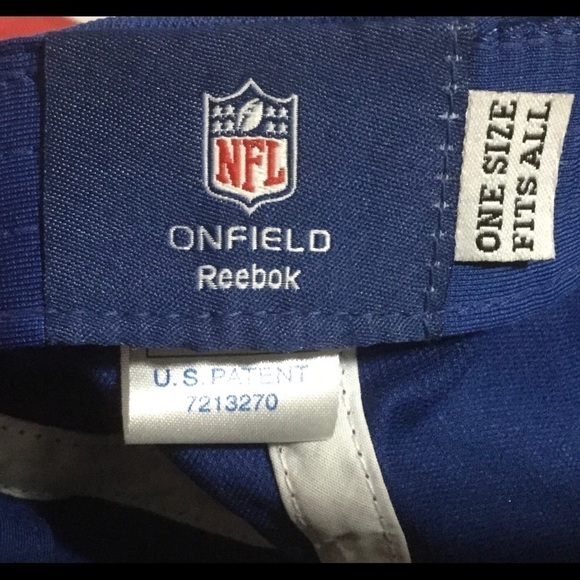 NFL
ONFIELD
Reebok
ONE SIZE
FITS ALL
U.S. PATENT
7213270